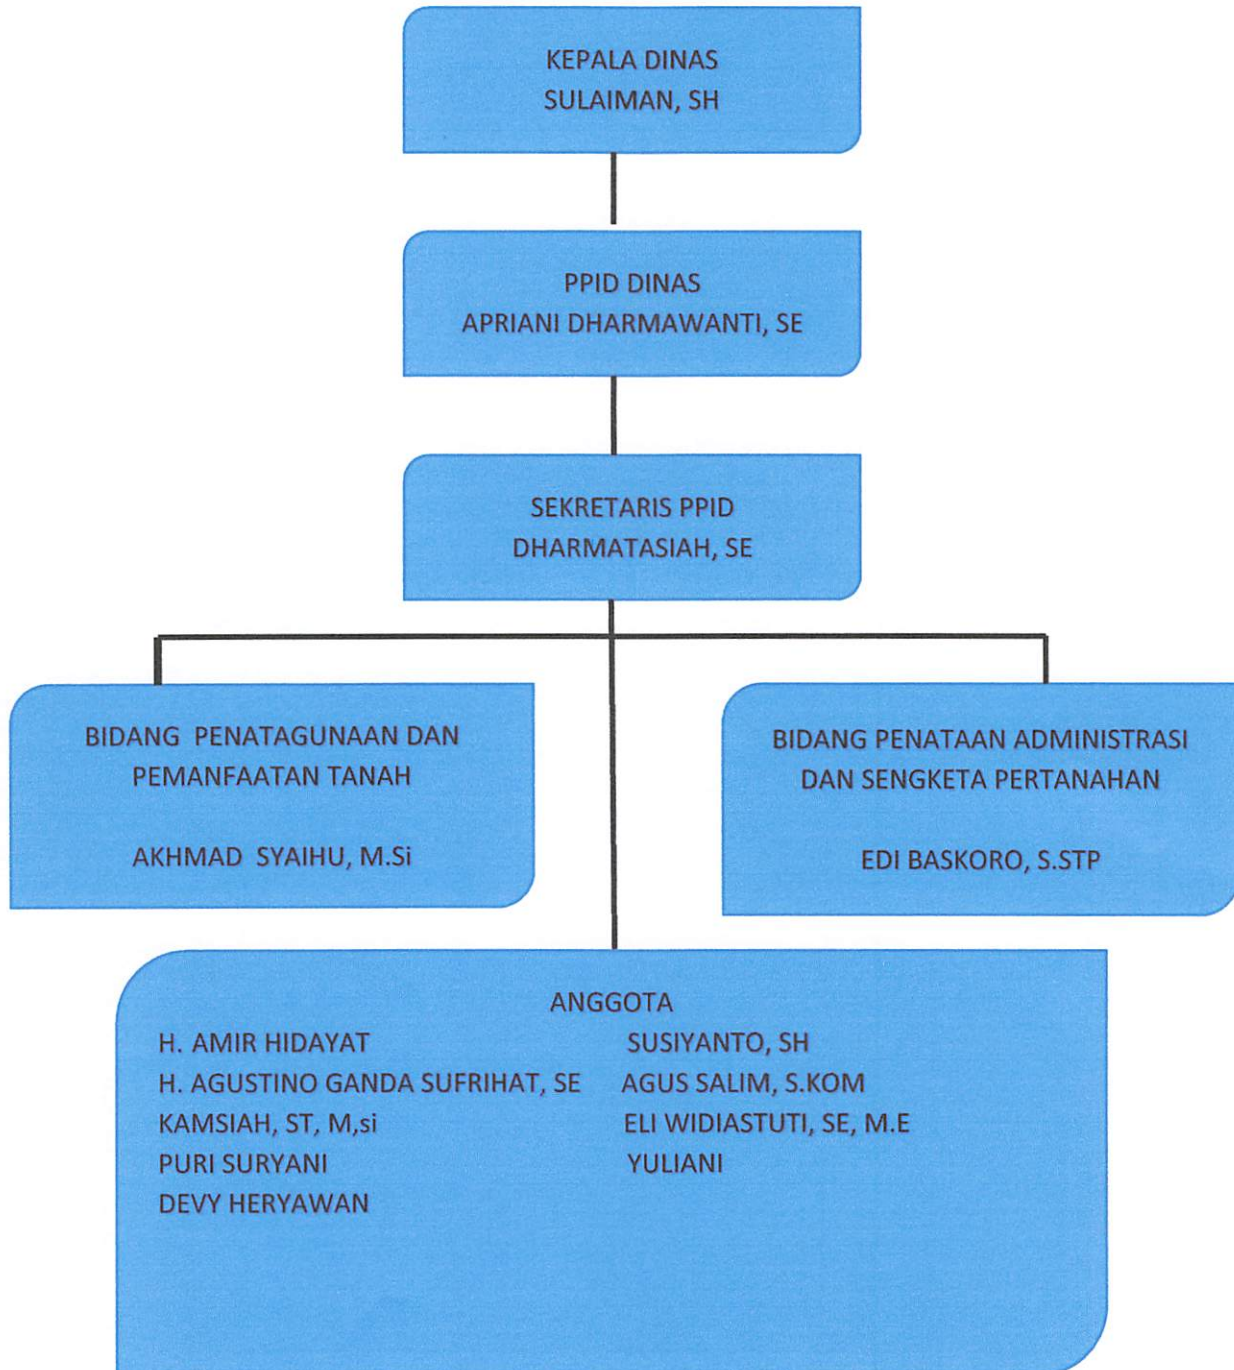 KEPALA DINAS
SULAIMAN, SH
PPID DINAS
APRIANI DHARMAWANTI, SE
SEKRETARIS PPID
DHARMATASIAH, SE
BIDANG PENATAGUNAAN DAN
PEMANFAATAN TANAH
AKHMAD SYAIHU, M.Si
BIDANG PENATAAN ADMINISTRASI
DAN SENGKETA PERTANAHAN
EDI BASKORO, S.STP
ANGGOTA
H. AMIR HIDAYAT SUSIYANTO, SH
H. AGUSTINO GANDA SUFRIHAT, SE AGUS SALIM, S.KOM
KAMSIAH, ST, M,si ELI WIDIASTUTI, SE, M.E
PURI SURYANI YULIANI
DEVY HERYAWAN